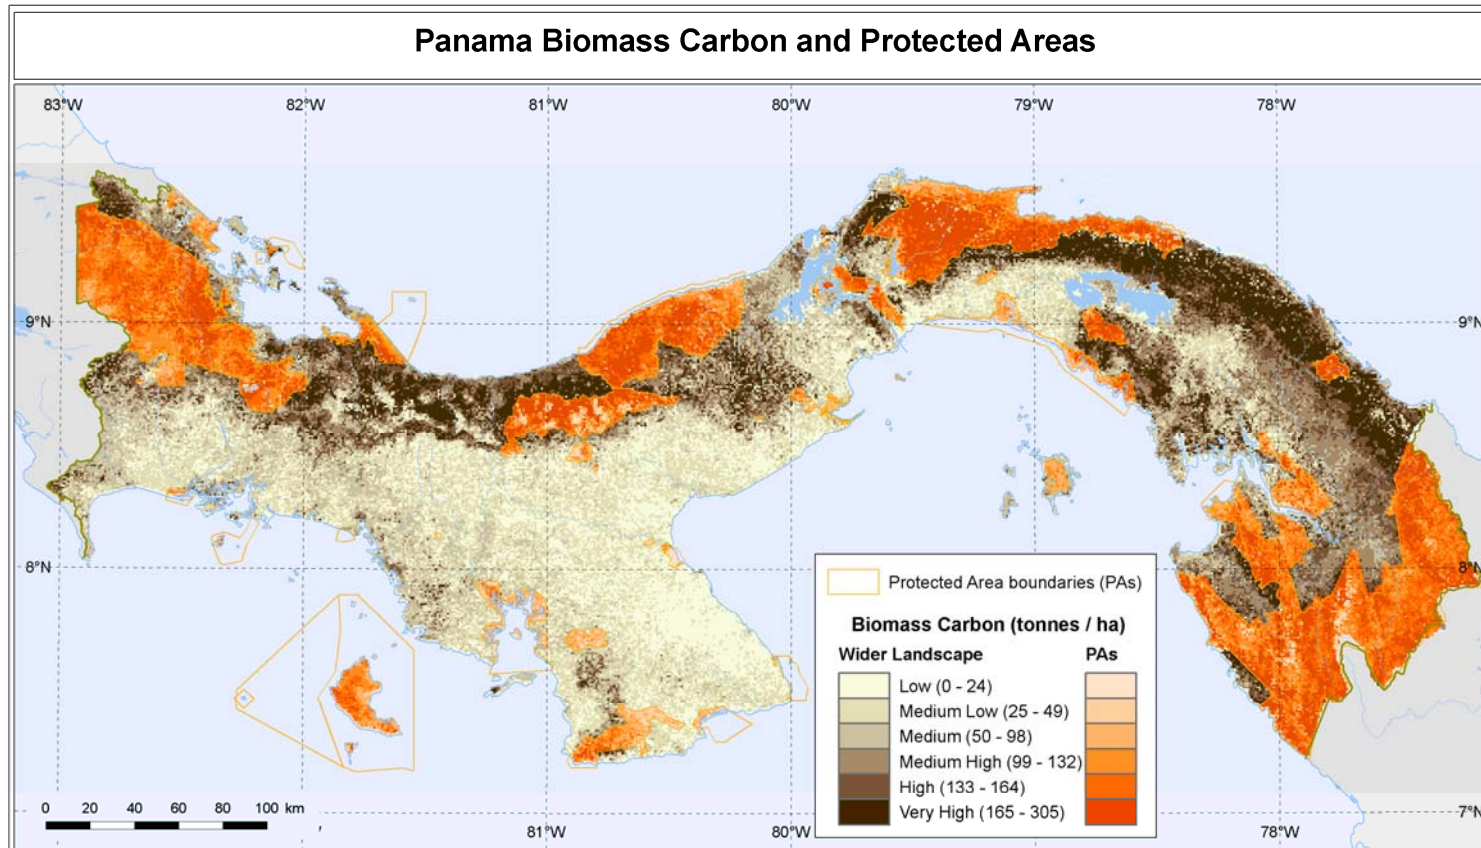 Panama Biomass Carbon and Protected Areas
83°W 82°W 81°W 80°W 79°W 78°W
9°N 9°N
8°N 8°N
Protected Area boundaries (PAs)
Biomass Carbon (tonnes / ha)
Wider Landscape PAs
Low (0 - 24)
Medium Low (25 - 49)
Medium (50 - 98)
Medium High (99 - 132)
High (133 - 164)
Very High (165 - 305)
0 20 40 60 80 100 km
7°N
81°W 80°W 78°W